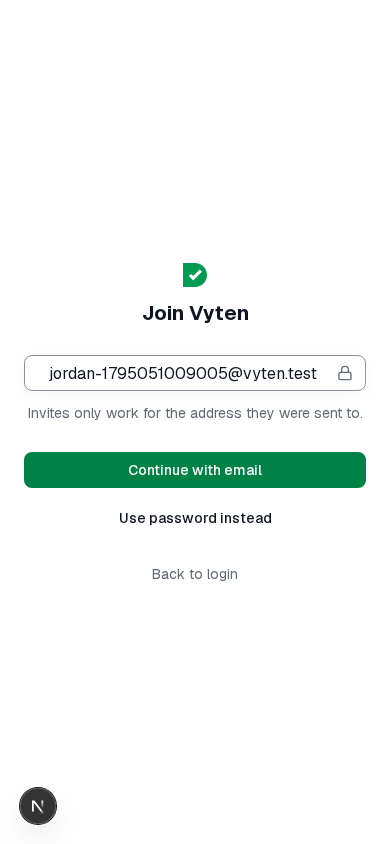 Join Vyten
jordan-1795051009005@vyten.test
Invites only work for the address they were sent to.
Continue with email
Use password instead
Back to login
N